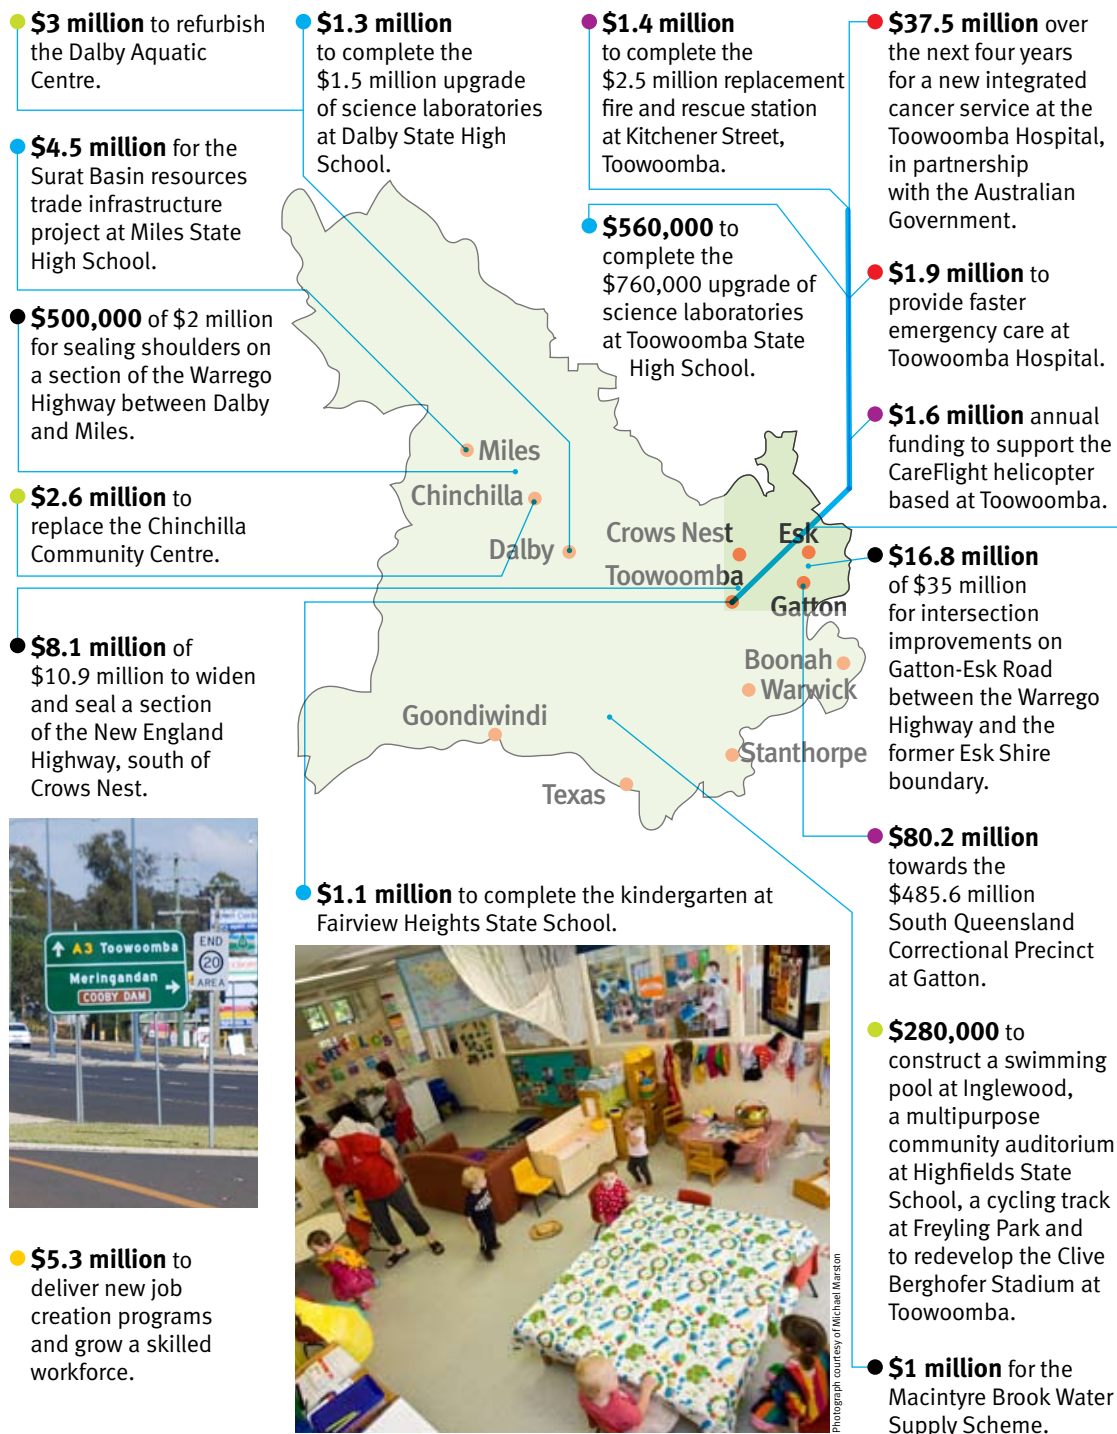 $3 million to refurbish
the Dalby Aquatic
Centre.
$4.5 million for the
Surat Basin resources
trade infrastructure
project at Miles State
High School.
$500,000 of $2 million
for sealing shoulders on
a section of the Warrego
Highway between Dalby
and Miles.
$2.6 million to
replace the Chinchilla
Community Centre.
$8.1 million of
$10.9 million to widen
and seal a section
of the New England
Highway, south of
Crows Nest.
$1.3 million
to complete the
$1.5 million upgrade
of science laboratories
at Dalby State High
School.
$1.4 million
to complete the
$2.5 million replacement
fire and rescue station
at Kitchener Street,
Toowoomba.
$560,000 to
complete the
$760,000 upgrade of
science laboratories
at Toowoomba State
High School.
$37.5 million over
the next four years
for a new integrated
cancer service at the
Toowoomba Hospital,
in partnership
with the Australian
Government.
$1.9 million to
provide faster
emergency care at
Toowoomba Hospital.
$1.6 million annual
funding to support the
CareFlight helicopter
based at Toowoomba.
$16.8 million
of $35 million
for intersection
improvements on
Gatton-Esk Road
between the Warrego
Highway and the
former Esk Shire
boundary.
$80.2 million
towards the
$485.6 million
South Queensland
Correctional Precinct
at Gatton.
$280,000 to
construct a swimming
pool at Inglewood,
a multipurpose
community auditorium
at Highfields State
School, a cycling track
at Freyling Park and
to redevelop the Clive
Berghofer Stadium at
Toowoomba.
$1 million for the
Macintyre Brook Water
Supply Scheme.
Miles
Chinchilla
Dalby
Crows Nest
Esk
Toowoomba
Gatton
Boonah
Warwick
Goondiwindi
Stanthorpe
Texas
$1.1 million to complete the kindergarten at
Fairview Heights State School.
A3 Toowoomba
Meringandan
COOBY DAM
END
20
AREA
$5.3 million to
deliver new job
creation programs
and grow a skilled
workforce.
Photograph courtesy of Michael Marston